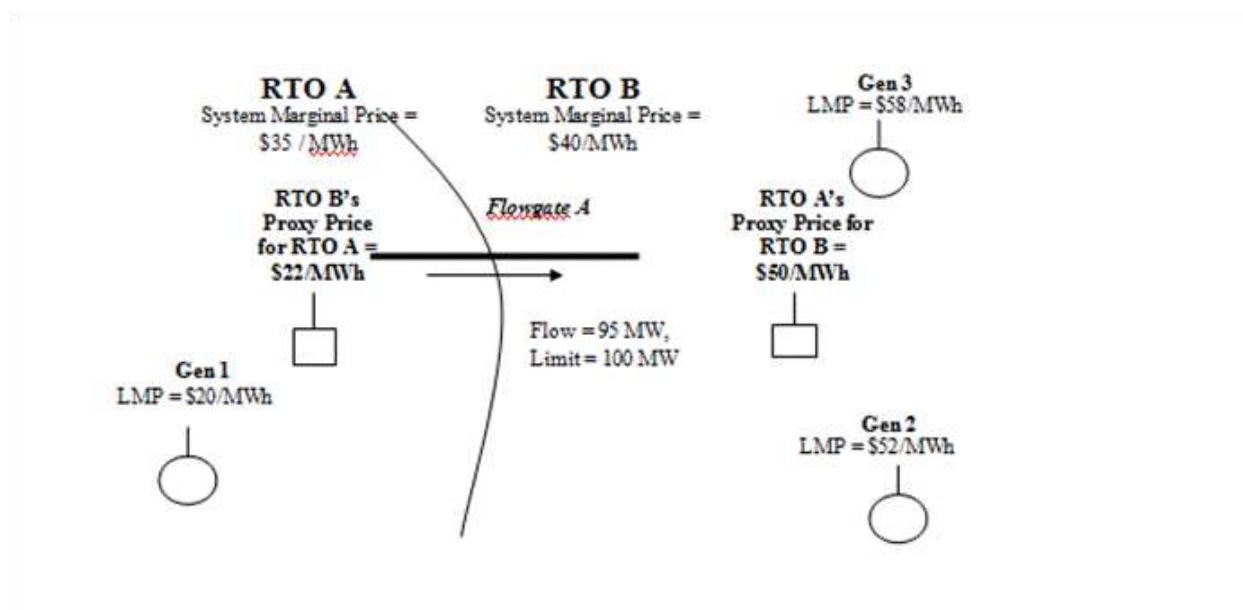 RTO A
System Marginal Price =
$35 / MWh
RTO B
System Marginal Price =
$40/MWh
Gen 3
LMP = $58/MWh
RTO B's
Proxy Price
for RTO A =
$22/MWh
Flowgate A
RTO A's
Proxy Price for
RTO B =
$50/MWh
Flow = 95 MW,
Limit = 100 MW
Gen 1
LMP = $20/MWh
Gen 2
LMP = $52/MWh